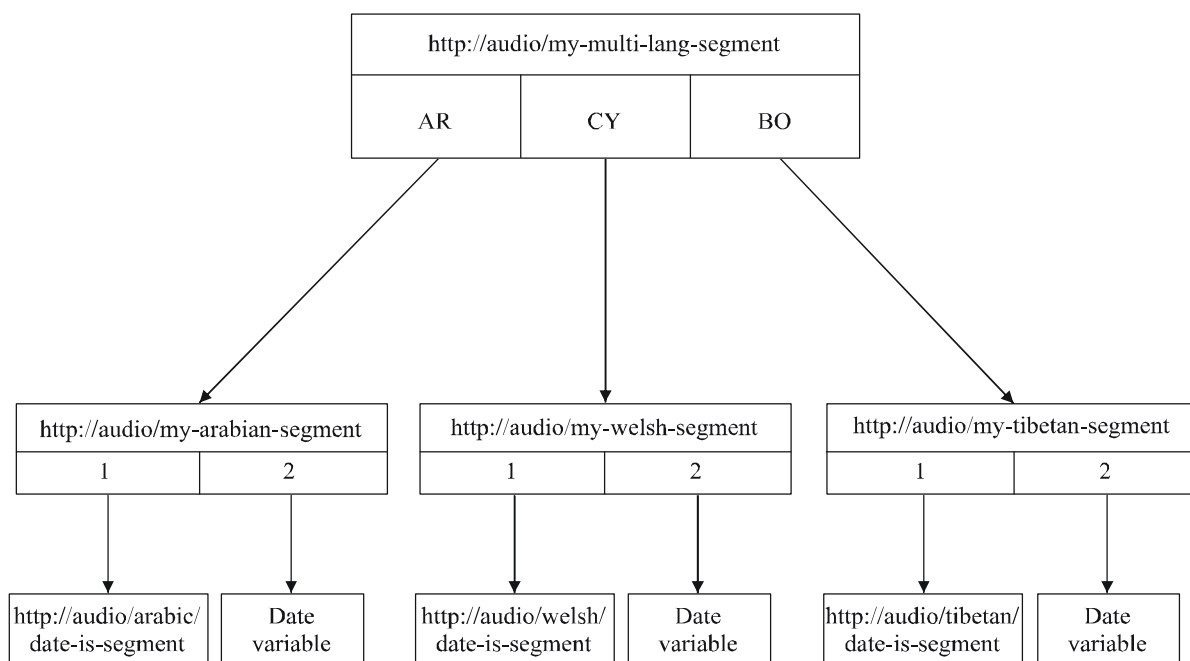 http://audio/my-multi-lang-segment
AR CY BO
http://audio/my-arabian-segment
1 2
http://audio/my-welsh-segment
1 2
http://audio/my-tibetan-segment
1 2
http://audio/arabic/
date-is-segment
Date
variable
http://audio/welsh/
date-is-segment
Date
variable
http://audio/tibetan/
date-is-segment
Date
variable